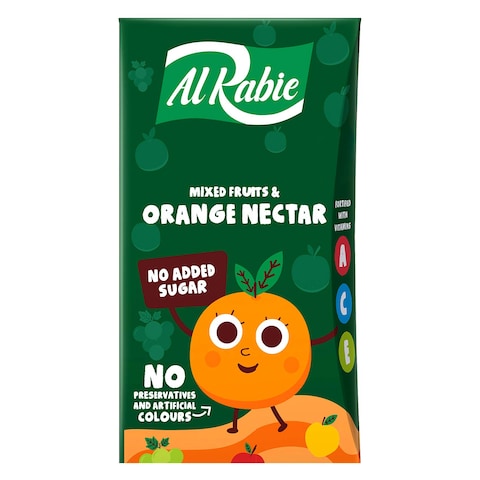 Al Rabie
MIXED FRUITS &
ORANGE NECTAR
FORTIFIED
WITH
VITAMINS
A
C
E
NO ADDED
SUGAR
NO
PRESERVATIVES
AND ARTIFICIAL
COLOURS